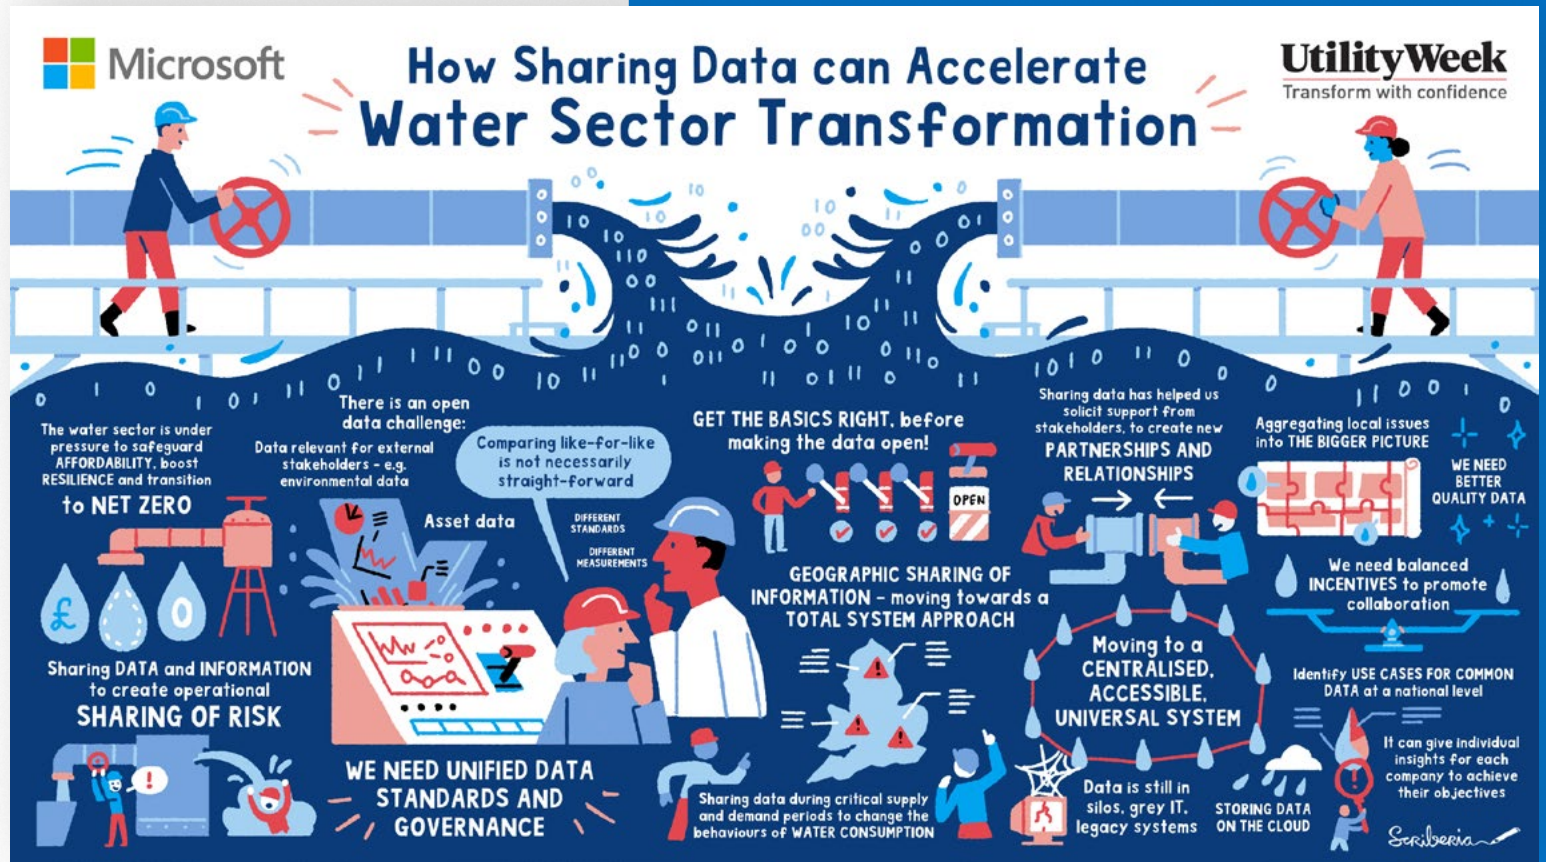 Microsoft
How Sharing Data can Accelerate
Water Sector Transformation
UtilityWeek
Transform with confidence
The water sector is under
pressure to safeguard
AFFORDABILITY, boost
RESILIENCE and transition
to NET ZERO
£
0
Sharing DATA and INFORMATION
to create operational
SHARING OF RISK
!
There is an open
data challenge:
Data relevant for external
stakeholders - e.g.
environmental data
Asset data
Comparing like-for-like
is not necessarily
straight-forward
DIFFERENT
STANDARDS
DIFFERENT
MEASUREMENTS
WE NEED UNIFIED DATA
STANDARDS AND
GOVERNANCE
GET THE BASICS RIGHT, before
making the data open!
OPEN
GEOGRAPHIC SHARING OF
INFORMATION - moving towards a
TOTAL SYSTEM APPROACH
Sharing data during critical supply
and demand periods to change the
behaviours of WATER CONSUMPTION
Sharing data has helped us
solicit support from
stakeholders, to create new
PARTNERSHIPS AND
RELATIONSHIPS
Moving to a
CENTRALISED,
ACCESSIBLE,
UNIVERSAL SYSTEM
Data is still in
silos, grey IT,
legacy systems
STORING DATA
ON THE CLOUD
Aggregating local issues
into THE BIGGER PICTURE
WE NEED
BETTER
QUALITY DATA
We need balanced
INCENTIVES to promote
collaboration
Identify USE CASES FOR COMMON
DATA at a national level
It can give individual
insights for each
company to achieve
their objectives
Scriberia